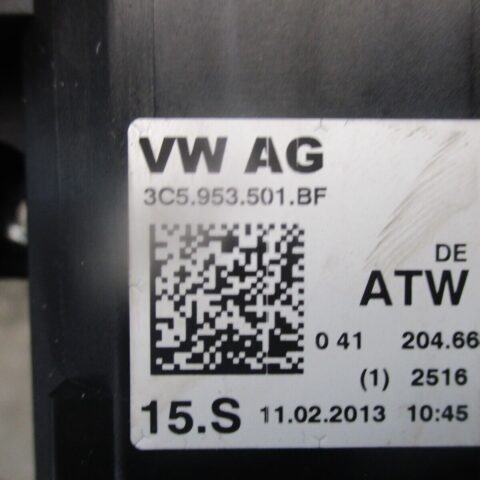 VW AG
3C5.953.501.BF
DE
ATW
0 41 204.66
(1) 2516
15.S 11.02.2013 10:45